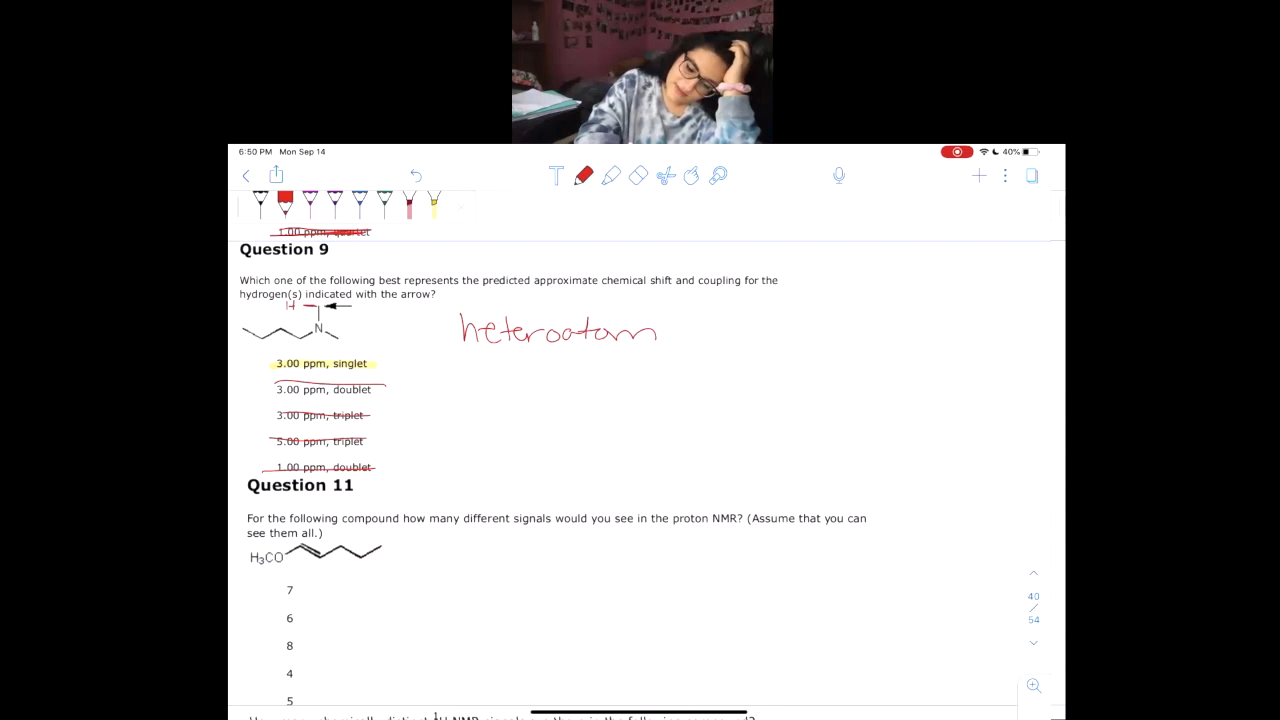 6:50 PM Mon Sep 14
40%
T
1.00 ppm, quartet
Question 9
Which one of the following best represents the predicted approximate chemical shift and coupling for the
hydrogen(s) indicated with the arrow?
H
N
heteroatom
3.00 ppm, singlet
3.00 ppm, doublet
3.00 ppm, triplet
5.00 ppm, triplet
1.00 ppm, doublet
Question 11
For the following compound how many different signals would you see in the proton NMR? (Assume that you can
see them all.)
H3CO
7
6
8
4
5
40
/
54